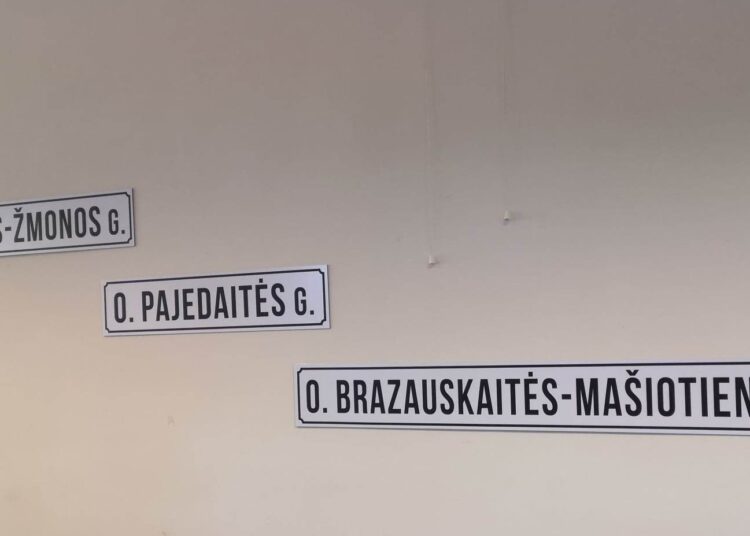 S-ŽMONOS G.
O. PAJEDAITĖS G.
O. BRAZAUSKAITĖS-MAŠIOTIEN